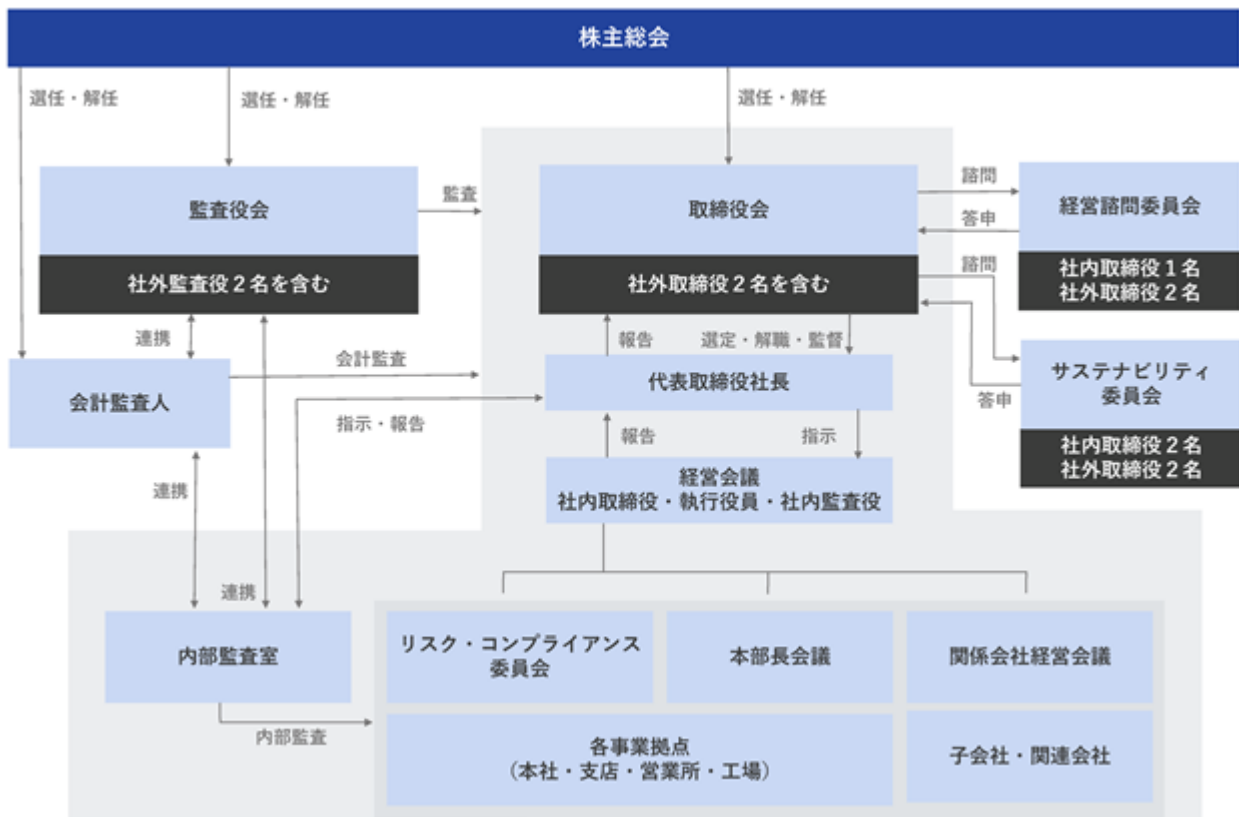 株主総会
選任・解任
選任・解任
選任・解任
監査役会
監査
取締役会
諮問
答申
経営諮問委員会
社外監査役２名を含む
社外取締役２名を含む
諮問
社内取締役１名
社外取締役２名
連携
報告
選定・解職・監督
会計監査人
会計監査
代表取締役社長
答申
サステナビリティ
委員会
指示・報告
報告
指示
社内取締役２名
社外取締役２名
連携
経営会議
社内取締役・執行役員・社内監査役
連携
内部監査室
リスク・コンプライアンス
委員会
本部長会議
関係会社経営会議
内部監査
各事業拠点
（本社・支店・営業所・工場）
子会社・関連会社